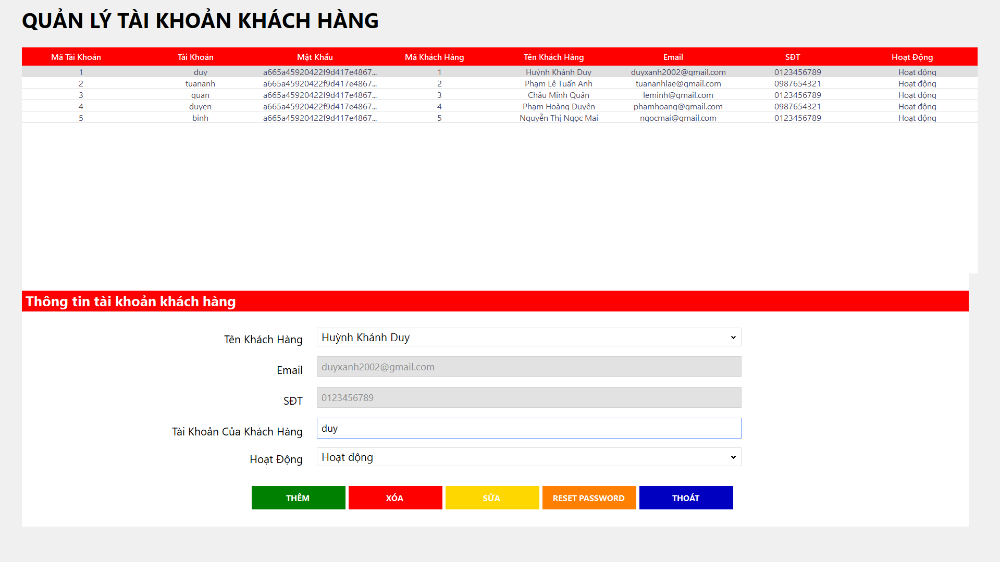 QUẢN LÝ TÀI KHOẢN KHÁCH HÀNG
Mã Tài Khoản Tài Khoản Mật Khẩu Mã Khách Hàng Tên Khách Hàng Email SĐT Hoạt Động
1 duy a665a45920422f9d417e4867... 1 Huỳnh Khánh Duy duyxanh2002@gmail.com 0123456789 Hoạt động
2 tuananh a665a45920422f9d417e4867... 2 Phạm Lê Tuấn Anh tuananhlae@gmail.com 0987654321 Hoạt động
3 quan a665a45920422f9d417e4867... 3 Châu Minh Quân leminh@gmail.com 0123456789 Hoạt động
4 duyen a665a45920422f9d417e4867... 4 Phạm Hoàng Duyên phamhoang@gmail.com 0987654321 Hoạt động
5 binh a665a45920422f9d417e4867... 5 Nguyễn Thị Ngọc Mai ngocmai@gmail.com 0123456789 Hoạt động
Thông tin tài khoản khách hàng
Tên Khách Hàng Huỳnh Khánh Duy
Email duyxanh2002@gmail.com
SĐT 0123456789
Tài Khoản Của Khách Hàng duy
Hoạt Động Hoạt động
THÊM XÓA SỬA RESET PASSWORD THOÁT